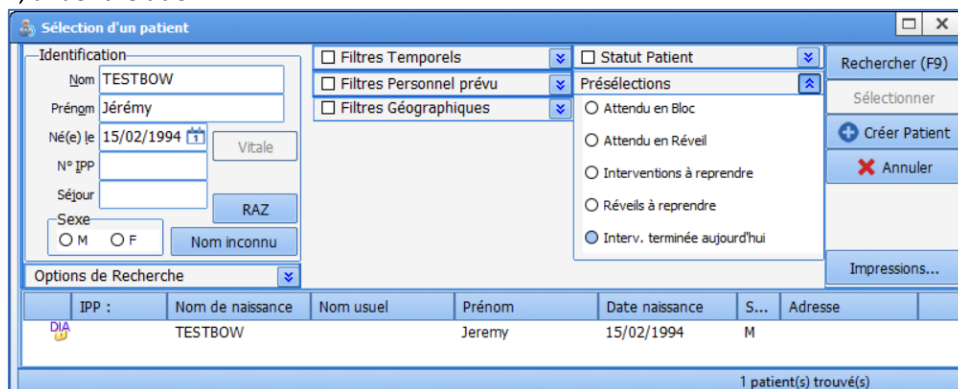 Sélection d'un patient
Identification
Nom TESTBOW
Prénom Jérémy
Né(e) le 15/02/1994
Vitale
N° IPP
Séjour
RAZ
Sexe
M F
Nom inconnu
Options de Recherche
Filtres Temporels
Filtres Personnel prévu
Filtres Géographiques
Statut Patient
Présélections
Attendu en Bloc
Attendu en Réveil
Interventions à reprendre
Réveils à reprendre
Interv. terminée aujourd'hui
Rechercher (F9)
Sélectionner
Créer Patient
Annuler
Impressions...
IPP : Nom de naissance Nom usuel Prénom Date naissance S... Adresse
DIA TESTBOW Jeremy 15/02/1994 M
1 patient(s) trouvé(s)